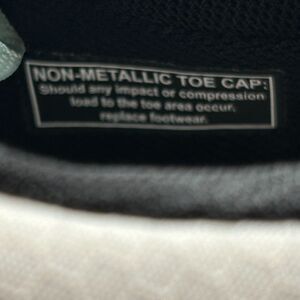 NON-METALLIC TOE CAP:
Should any impact or compression
load to the toe area occur,
replace footwear.